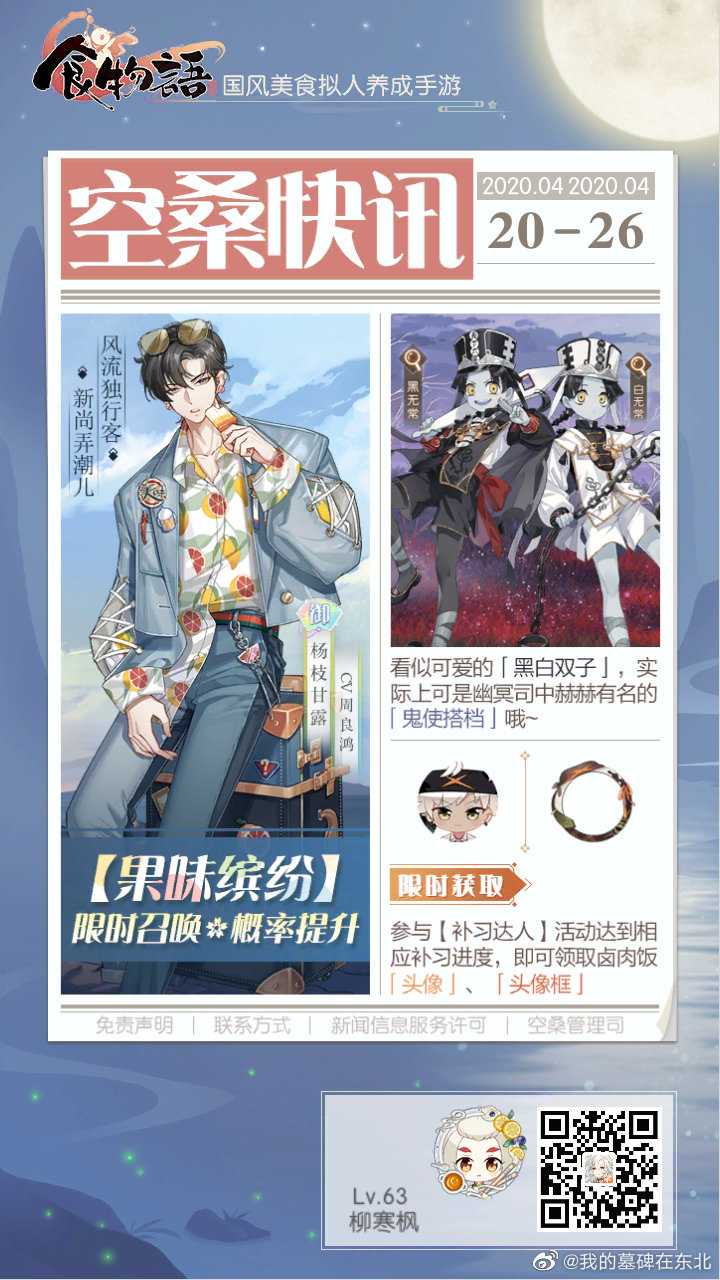 食物語
国风美食拟人养成手游
空桑快讯
2020.04 2020.04
20-26
风流独行客
新尚弄潮儿
御
杨枝甘露
CV 周良鸿
【果味缤纷】
限时召唤 概率提升
黑无常
白无常
看似可爱的「黑白双子」，实
际上可是幽冥司中赫赫有名的
「鬼使搭档」哦~
限时获取
参与【补习达人】活动达到相
应补习进度，即可领取卤肉饭
「头像」、「头像框」
免责声明 | 联系方式 | 新闻信息服务许可 | 空桑管理司
Lv.63
柳寒枫
@我的墓碑在东北